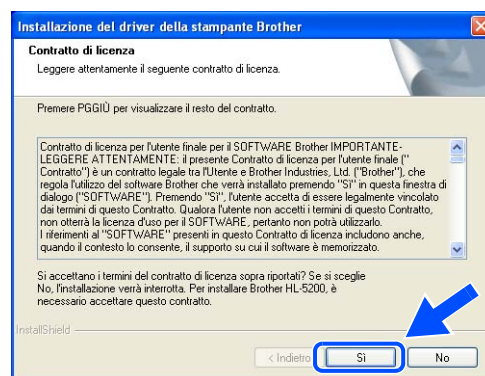 Installazione del driver della stampante Brother
Contratto di licenza
Leggere attentamente il seguente contratto di licenza.
Premere PGGIÙ per visualizzare il resto del contratto.
Contratto di licenza per l'utente finale per il SOFTWARE Brother IMPORTANTE-
LEGGERE ATTENTAMENTE: il presente Contratto di licenza per l'utente finale ("
Contratto") è un contratto legale tra l'Utente e Brother Industries, Ltd. ("Brother"), che
regola l'utilizzo del software Brother che verrà installato premendo "Sì" in questa finestra di
dialogo ("SOFTWARE"). Premendo "Sì", l'utente accetta di essere legalmente vincolato
dai termini di questo Contratto. Qualora l'utente non accetti i termini di questo Contratto,
non otterrà la licenza d'uso per il SOFTWARE, pertanto non potrà utilizzarlo.
I riferimenti al "SOFTWARE" presenti in questo Contratto di licenza includono anche,
quando il contesto lo consente, il supporto su cui il software è memorizzato.
Si accettano i termini del contratto di licenza sopra riportati? Se si sceglie
No, l'installazione verrà interrotta. Per installare Brother HL-5200, è
necessario accettare questo contratto.
InstallShield
< Indietro Sì No